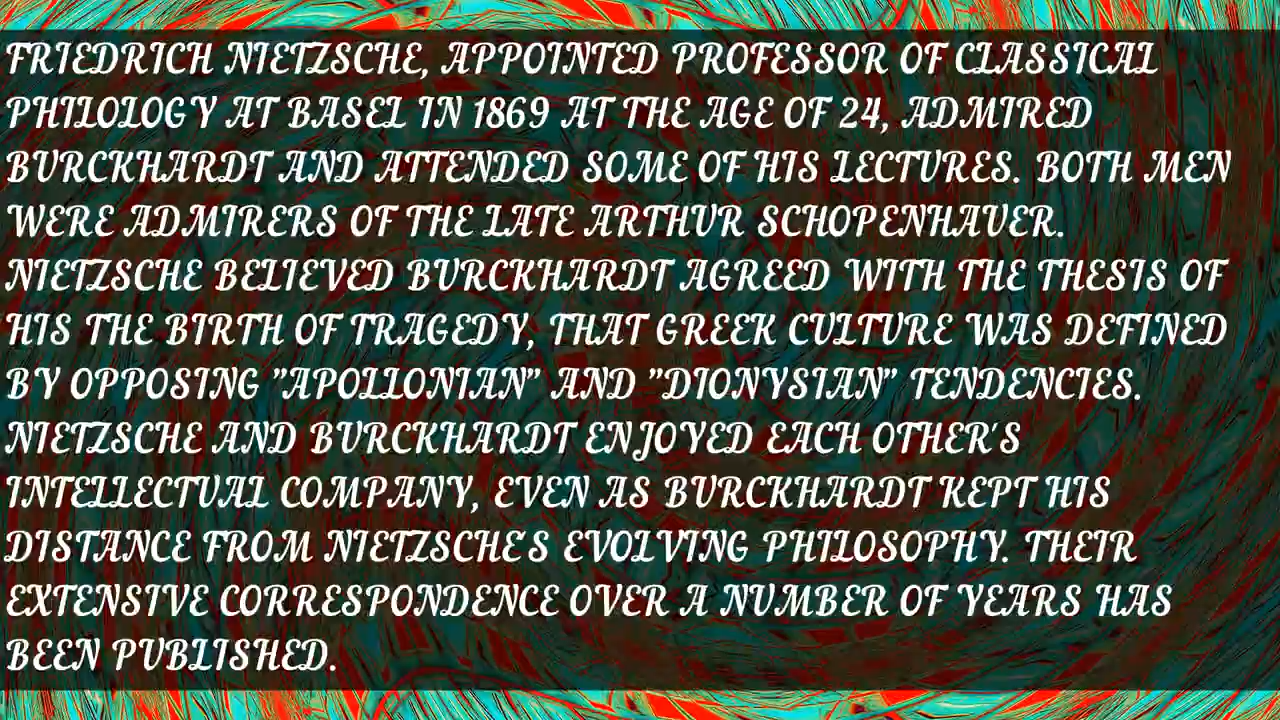 FRIEDRICH NIETZSCHE, APPOINTED PROFESSOR OF CLASSICAL
PHILOLOGY AT BASEL IN 1869 AT THE AGE OF 24, ADMIRED
BURCKHARDT AND ATTENDED SOME OF HIS LECTURES. BOTH MEN
WERE ADMIRERS OF THE LATE ARTHUR SCHOPENHAUER.
NIETZSCHE BELIEVED BURCKHARDT AGREED WITH THE THESIS OF
HIS THE BIRTH OF TRAGEDY, THAT GREEK CULTURE WAS DEFINED
BY OPPOSING "APOLLONIAN" AND "DIONYSIAN" TENDENCIES.
NIETZSCHE AND BURCKHARDT ENJOYED EACH OTHER'S
INTELLECTUAL COMPANY, EVEN AS BURCKHARDT KEPT HIS
DISTANCE FROM NIETZSCHE'S EVOLVING PHILOSOPHY. THEIR
EXTENSIVE CORRESPONDENCE OVER A NUMBER OF YEARS HAS
BEEN PUBLISHED.